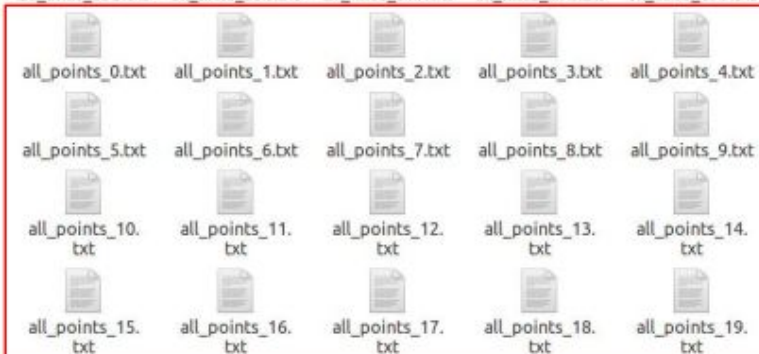 all_points_0.txt all_points_1.txt all_points_2.txt all_points_3.txt all_points_4.txt
all_points_5.txt all_points_6.txt all_points_7.txt all_points_8.txt all_points_9.txt
all_points_10. all_points_11. all_points_12. all_points_13. all_points_14.
txt txt txt txt txt
all_points_15. all_points_16. all_points_17. all_points_18. all_points_19.
txt txt txt txt txt